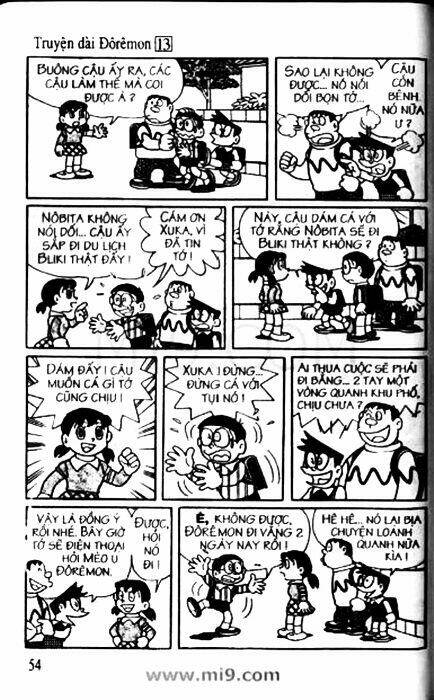 Truyện dài Đôrêmon 13
BUÔNG CẬU ẤY RA, CÁC
CẬU LÀM THẾ MÀ COI
ĐƯỢC À ?
SAO LẠI KHÔNG
ĐƯỢC... NÓ NÓI
DỐI BỌN TỚ...
CẬU
CÒN
BÊNH
NÓ NỮA
Ư ?
NÔBITA KHÔNG
NÓI DỐI... CẬU ẤY
SẮP ĐI DU LỊCH
BLIKI THẬT ĐẤY !
CÁM ƠN
XUKA, VÌ
ĐÃ TIN
TỚ !
NÀY, CẬU DÁM CÁ VỚI
TỚ RẰNG NÔBITA SẼ ĐI
BLIKI THẬT KHÔNG ?
DÁM ĐẤY ! CẬU
MUỐN CÁ GÌ TỚ
CŨNG CHỊU !
XUKA ! ĐỪNG...
ĐỪNG CÁ VỚI
TỤI NÓ !
AI THUA CUỘC SẼ PHẢI
ĐI BẰNG... 2 TAY MỘT
VÒNG QUANH KHU PHỐ,
CHỊU CHƯA ?
VẬY LÀ ĐỒNG Ý
RỒI NHÉ. BÂY GIỜ
TỚ SẼ ĐIỆN THOẠI
HỎI MÈO Ú
ĐÔRÊMON.
ĐƯỢC,
HỎI
NÓ
ĐI !
Ê, KHÔNG ĐƯỢC,
ĐÔRÊMON ĐI VẮNG 2
NGÀY NAY RỒI !
HÊ HÊ... NÓ LẠI BỊA
CHUYỆN LOANH
QUANH NỮA
KÌA !
54
www.mi9.com